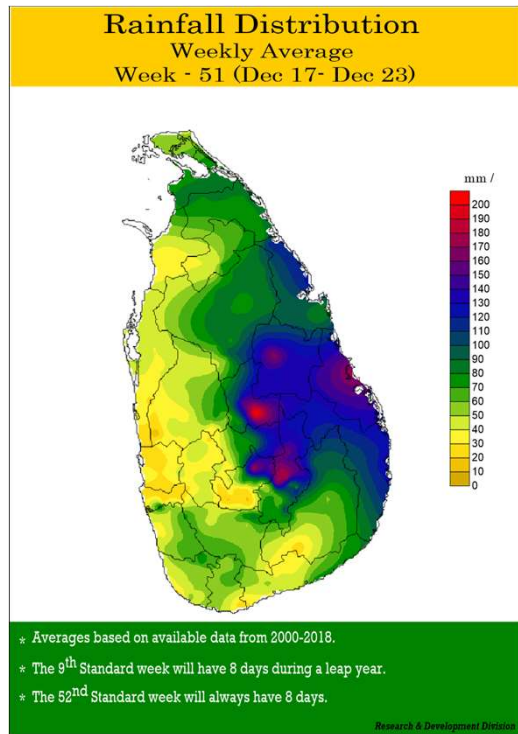 Rainfall Distribution
Weekly Average
Week - 51 (Dec 17- Dec 23)
mm /
200
190
180
170
160
150
140
130
120
110
100
90
80
70
60
50
40
30
20
10
0
* Averages based on available data from 2000-2018.
* The 9th Standard week will have 8 days during a leap year.
* The 52nd Standard week will always have 8 days.
Research & Development Division